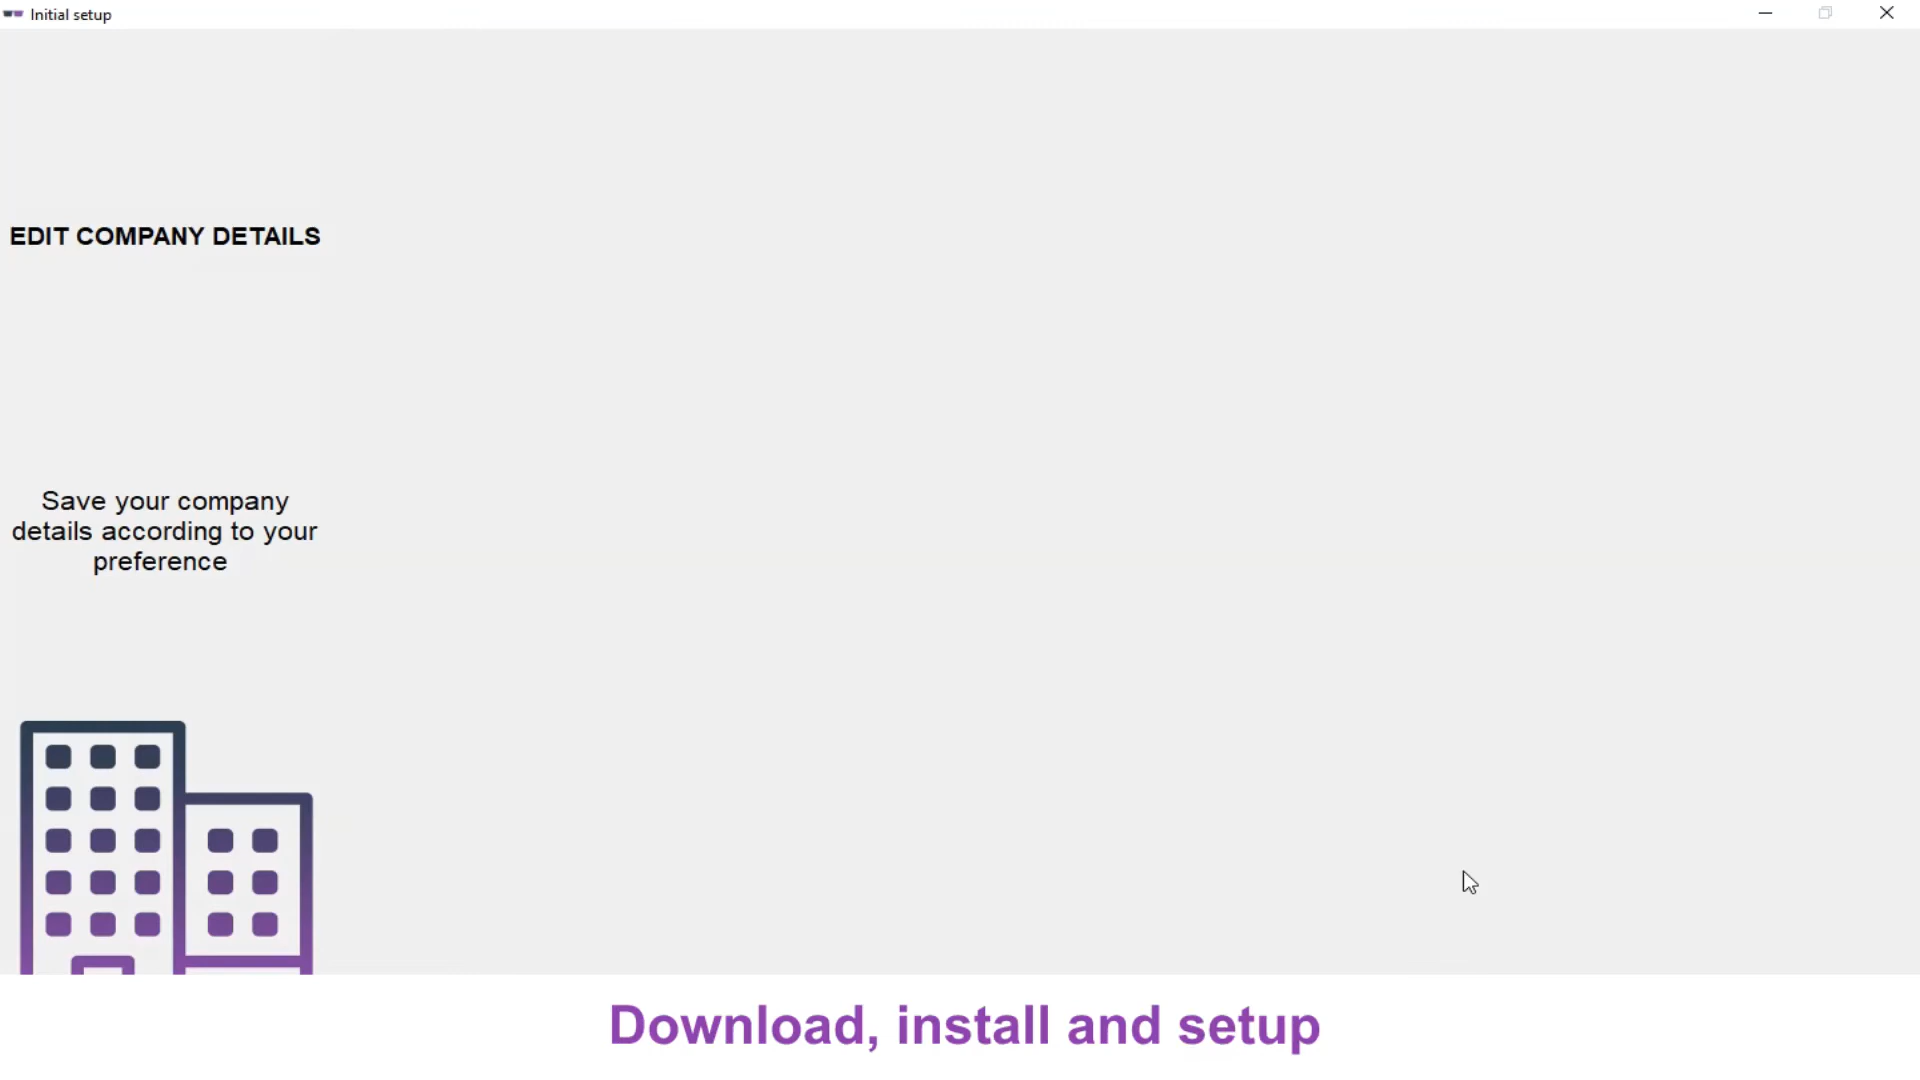 Initial setup
EDIT COMPANY DETAILS
Save your company
details according to your
preference
Download, install and setup